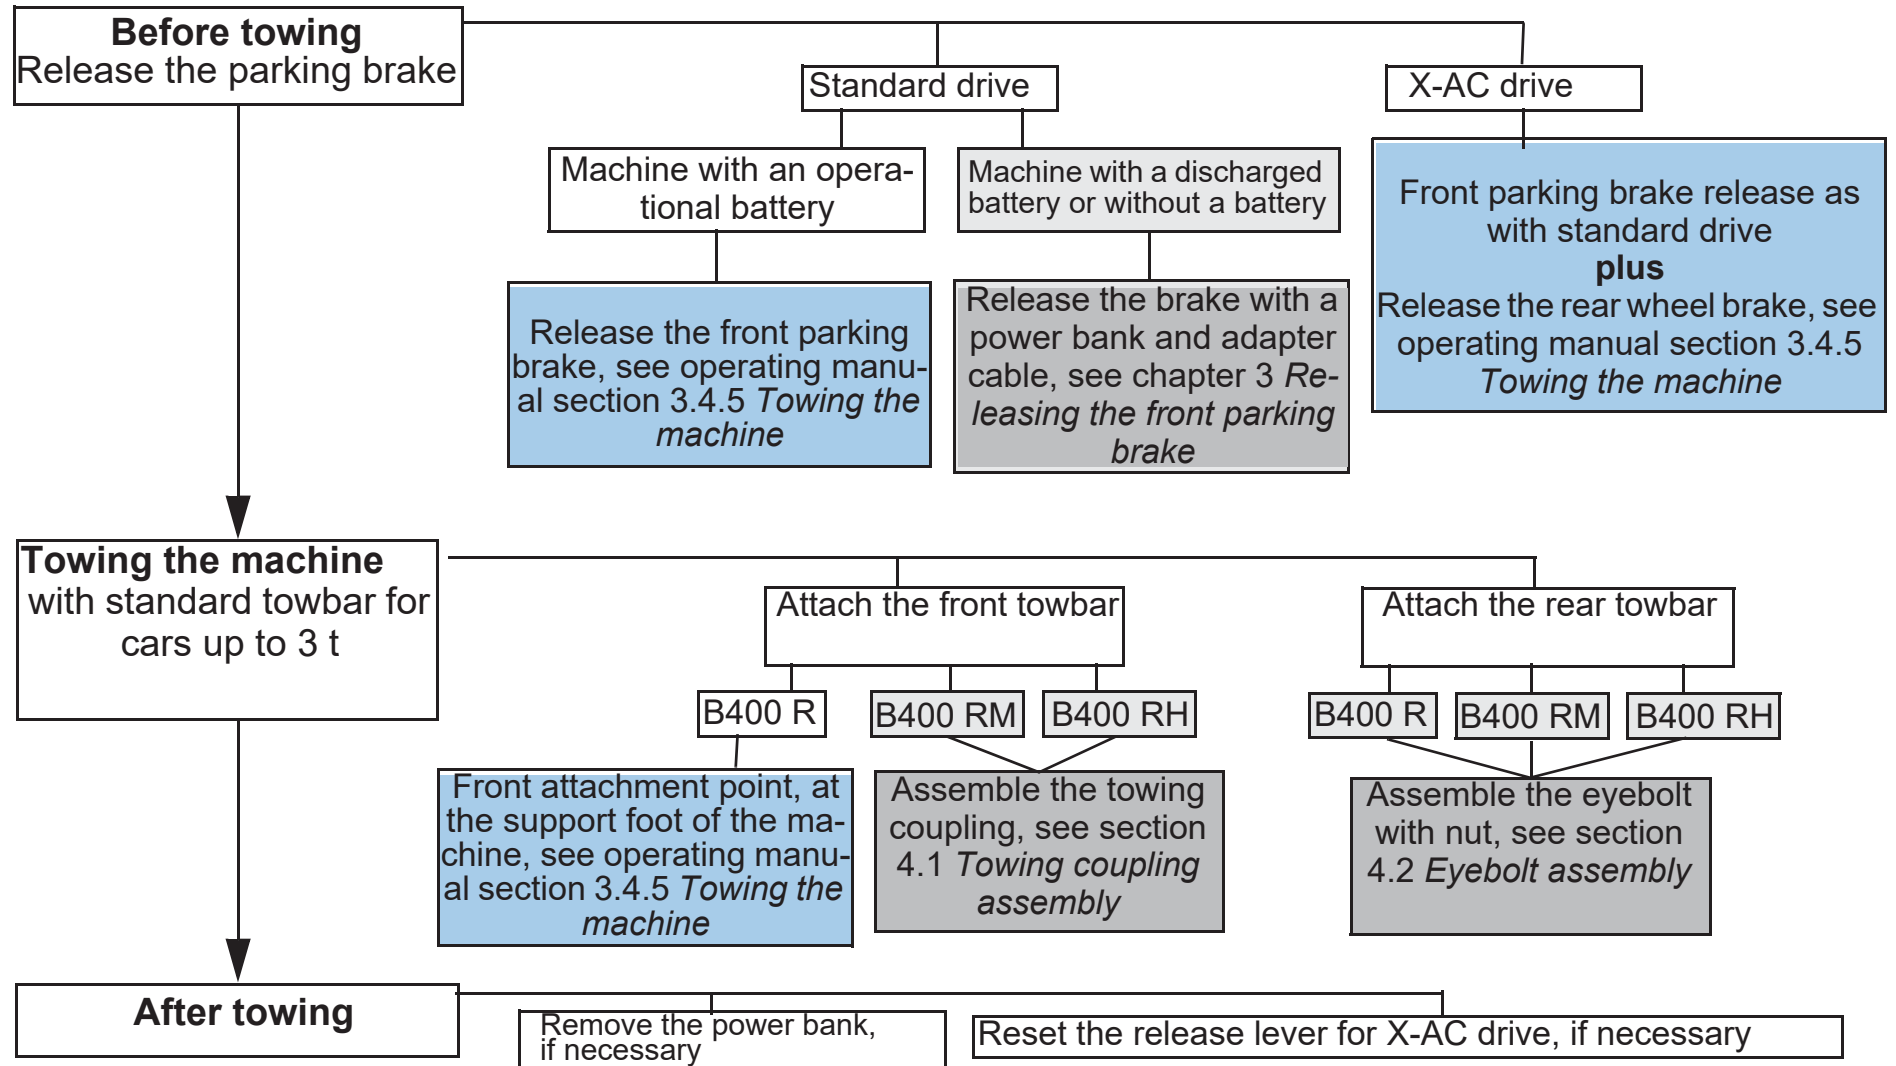 Before towing
Release the parking brake
Standard drive
X-AC drive
Machine with an opera-
tional battery
Machine with a discharged
battery or without a battery
Front parking brake release as
with standard drive
plus
Release the rear wheel brake, see
operating manual section 3.4.5
Towing the machine
Release the front parking
brake, see operating manu-
al section 3.4.5 Towing the
machine
Release the brake with a
power bank and adapter
cable, see chapter 3 Re-
leasing the front parking
brake
Towing the machine
with standard towbar for
cars up to 3 t
Attach the front towbar
Attach the rear towbar
B400 R
B400 RM
B400 RH
B400 R
B400 RM
B400 RH
Front attachment point, at
the support foot of the ma-
chine, see operating manu-
al section 3.4.5 Towing the
machine
Assemble the towing
coupling, see section
4.1 Towing coupling
assembly
Assemble the eyebolt
with nut, see section
4.2 Eyebolt assembly
After towing
Remove the power bank,
if necessary
Reset the release lever for X-AC drive, if necessary